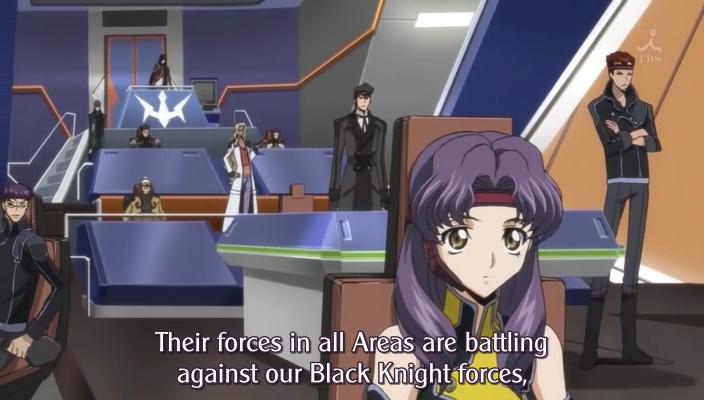 TBS
Their forces in all Areas are battling
against our Black Knight forces,